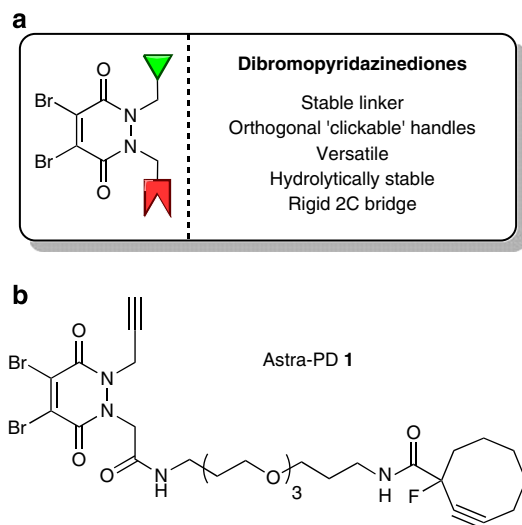 a
Dibromopyridazinediones
Stable linker
Orthogonal 'clickable' handles
Versatile
Hydrolytically stable
Rigid 2C bridge
O
Br
N
N
Br
O
b
Astra-PD 1
O
Br
N
N
Br
O
O
N
H
O
3
H
N
O
F